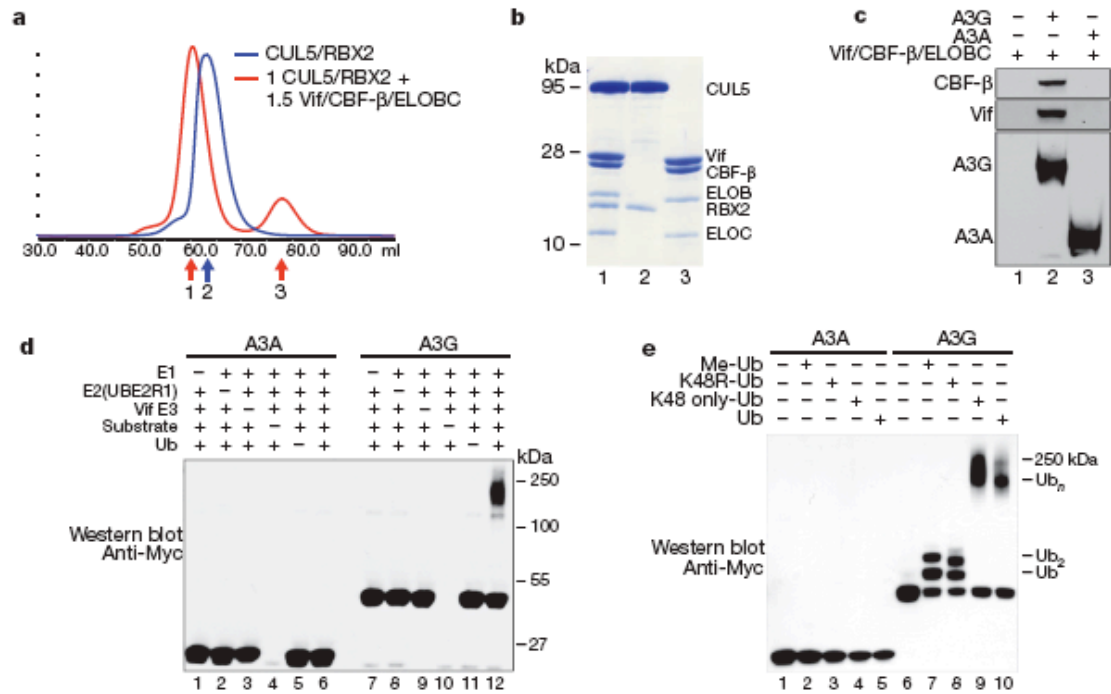 a
CUL5/RBX2
1 CUL5/RBX2 +
1.5 Vif/CBF-β/ELOBC
30.0 40.0 50.0 60.0 70.0 80.0 90.0 ml
1 2 3
b
kDa
95 –
28 –
10 –
CUL5
Vif
CBF-β
ELOB
RBX2
ELOC
1 2 3
c
A3G – + –
A3A – – +
Vif/CBF-β/ELOBC + + +
CBF-β
Vif
A3G
A3A
1 2 3
d
A3A A3G
E1 – + + + + + – + + + + +
E2(UBE2R1) + – + + + + + – + + + +
Vif E3 + + – + + + + + – + + +
Substrate + + + – + + + + + – + +
Ub + + + + – + + + + + – +
kDa
–250
–100
–55
–27
Western blot
Anti-Myc
1 2 3 4 5 6 7 8 9 10 11 12
e
A3A A3G
Me-Ub – + – – – – + – – –
K48R-Ub – – + – – – – + – –
K48 only-Ub – – – + – – – – + –
Ub – – – – + – – – – +
–250 kDa
–Ubn
–Ub2
–Ub
Western blot
Anti-Myc
1 2 3 4 5 6 7 8 9 10